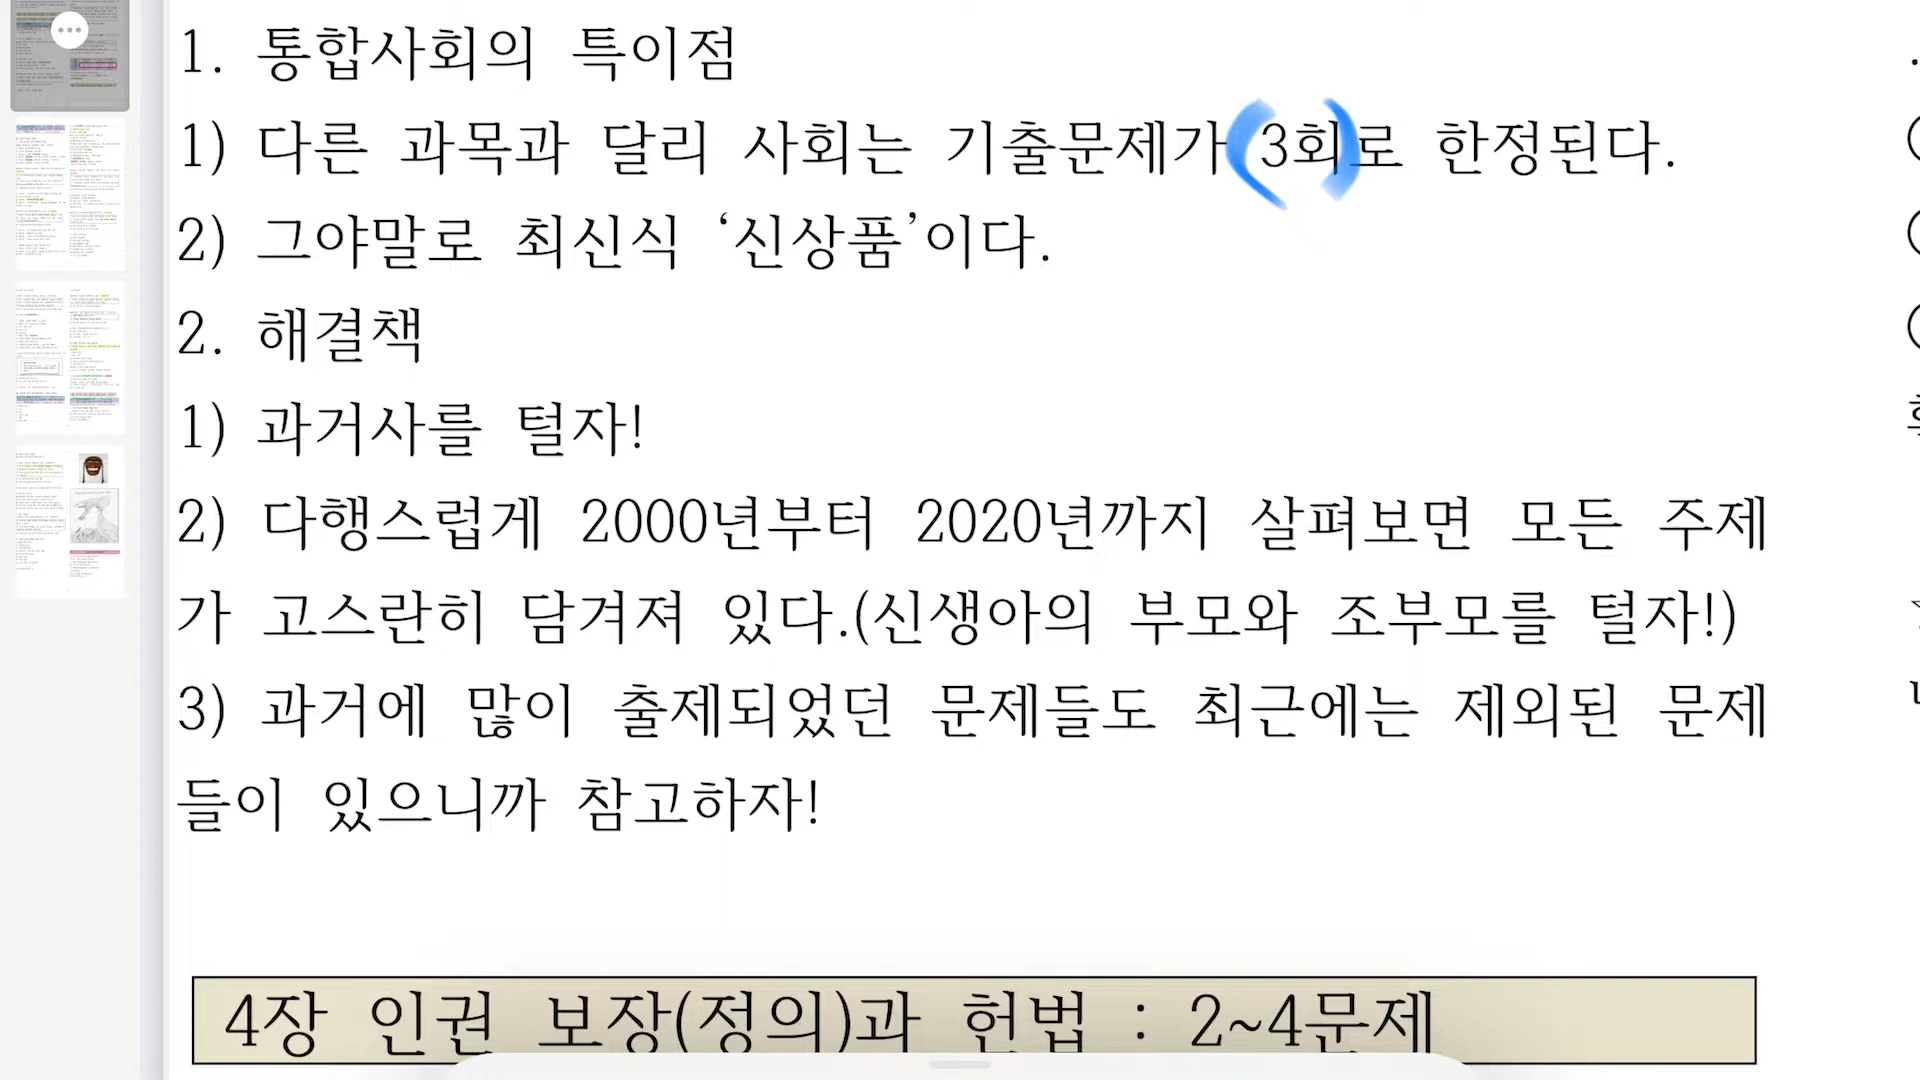 1. 통합사회의 특이점
1) 다른 과목과 달리 사회는 기출문제가 3회로 한정된다.
2) 그야말로 최신식 ‘신상품’이다.
2. 해결책
1) 과거사를 털자!
2) 다행스럽게 2000년부터 2020년까지 살펴보면 모든 주제
가 고스란히 담겨져 있다.(신생아의 부모와 조부모를 털자!)
3) 과거에 많이 출제되었던 문제들도 최근에는 제외된 문제
들이 있으니까 참고하자!
4장 인권 보장(정의)과 헌법 : 2~4문제